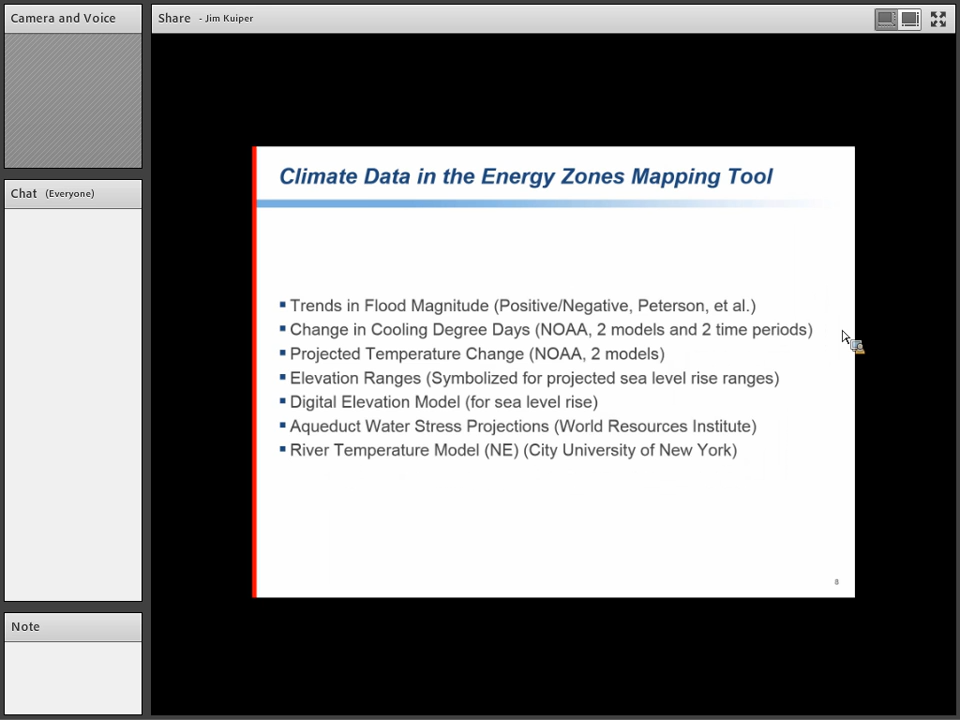 Camera and Voice
Share - Jim Kuiper
Chat (Everyone)
Note
Climate Data in the Energy Zones Mapping Tool
▪ Trends in Flood Magnitude (Positive/Negative, Peterson, et al.)
▪ Change in Cooling Degree Days (NOAA, 2 models and 2 time periods)
▪ Projected Temperature Change (NOAA, 2 models)
▪ Elevation Ranges (Symbolized for projected sea level rise ranges)
▪ Digital Elevation Model (for sea level rise)
▪ Aqueduct Water Stress Projections (World Resources Institute)
▪ River Temperature Model (NE) (City University of New York)
8